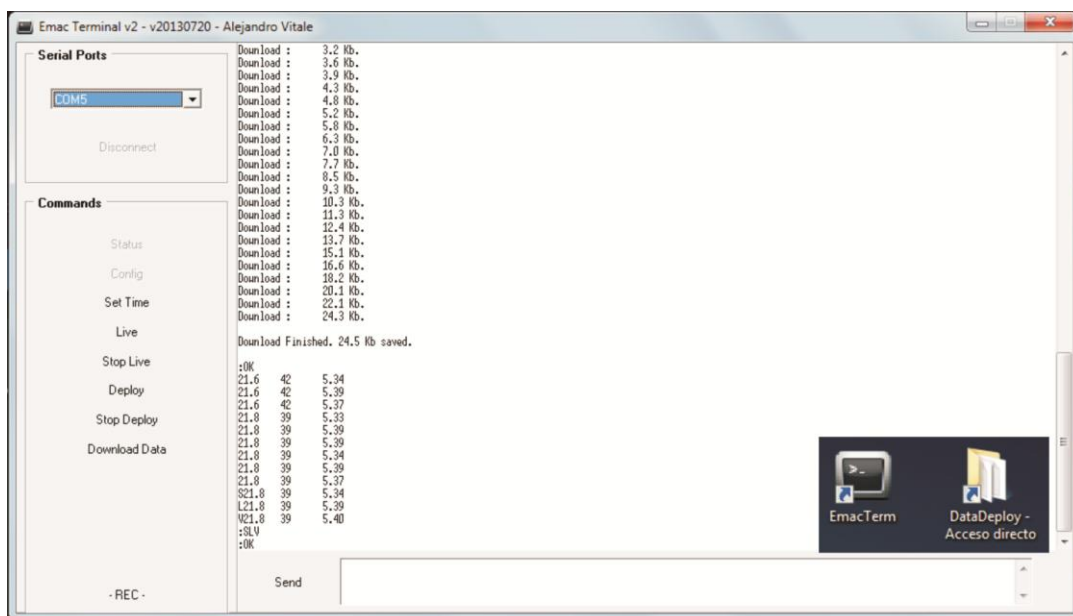 Emac Terminal v2 - v20130720 - Alejandro Vitale
Serial Ports
COM5
Disconnect
Commands
Status
Config
Set Time
Live
Stop Live
Deploy
Stop Deploy
Download Data
- REC -
Download : 3.2 Kb.
Download : 3.6 Kb.
Download : 3.9 Kb.
Download : 4.3 Kb.
Download : 4.8 Kb.
Download : 5.2 Kb.
Download : 5.8 Kb.
Download : 6.3 Kb.
Download : 7.0 Kb.
Download : 7.7 Kb.
Download : 8.5 Kb.
Download : 9.3 Kb.
Download : 10.3 Kb.
Download : 11.3 Kb.
Download : 12.4 Kb.
Download : 13.7 Kb.
Download : 15.1 Kb.
Download : 16.6 Kb.
Download : 18.2 Kb.
Download : 20.1 Kb.
Download : 22.1 Kb.
Download : 24.3 Kb.
Download Finished. 24.5 Kb saved.
:OK
21.6 42 5.34
21.6 42 5.39
21.6 42 5.37
21.8 39 5.33
21.8 39 5.39
21.8 39 5.39
21.8 39 5.34
21.8 39 5.39
21.8 39 5.37
S21.8 39 5.34
L21.8 39 5.39
V21.8 39 5.40
:SLV
:OK
EmacTerm
DataDeploy -
Acceso directo
Send